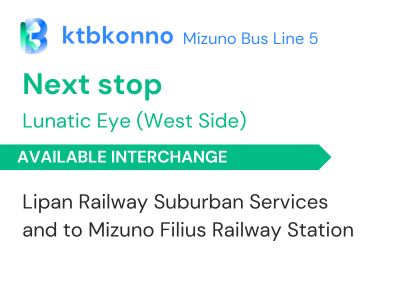 ktbkonno Mizuno Bus Line 5
Next stop
Lunatic Eye (West Side)
AVAILABLE INTERCHANGE
Lipan Railway Suburban Services
and to Mizuno Filius Railway Station